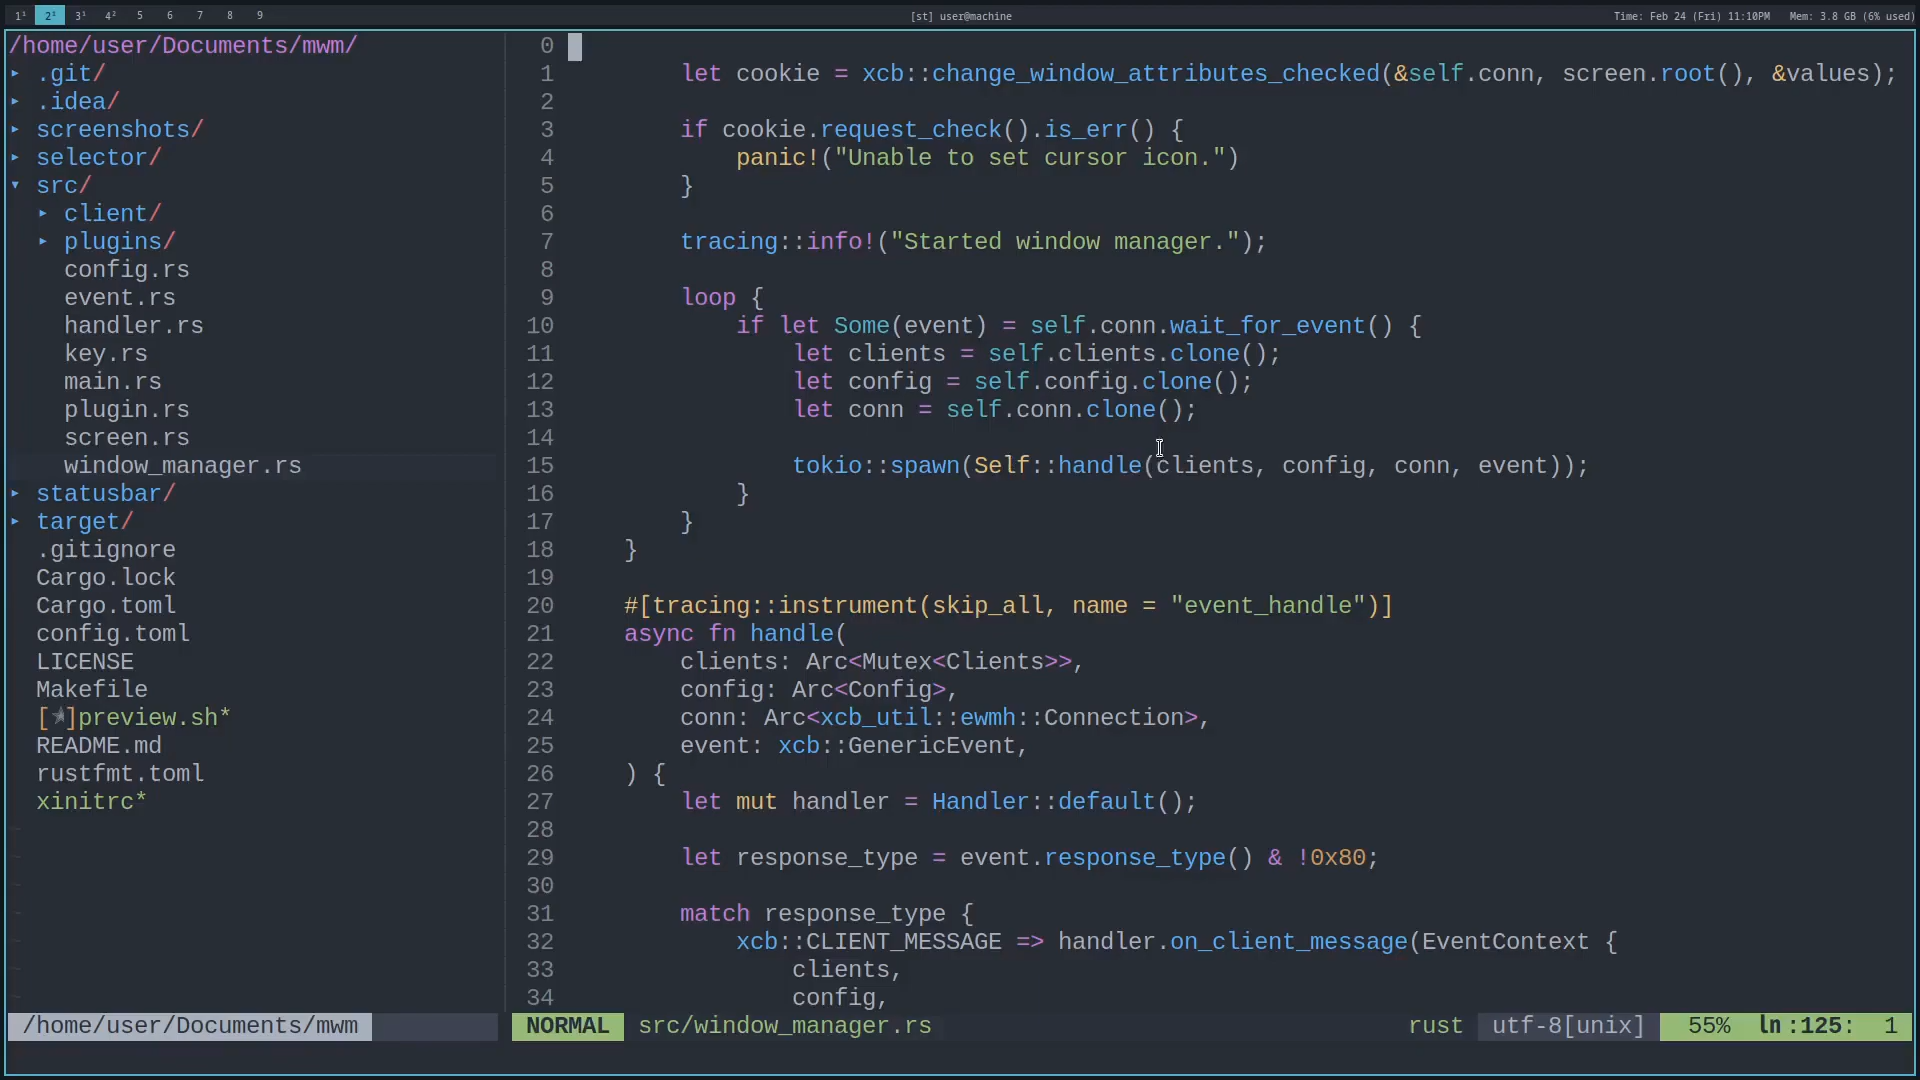 1¹ 2¹ 3¹ 4² 5 6 7 8 9 [st] user@machine Time: Feb 24 (Fri) 11:10PM Mem: 3.8 GB (6% used)
/home/user/Documents/mwm/
▸ .git/
▸ .idea/
▸ screenshots/
▸ selector/
▾ src/
▸ client/
▸ plugins/
config.rs
event.rs
handler.rs
key.rs
main.rs
plugin.rs
screen.rs
window_manager.rs
▸ statusbar/
▸ target/
.gitignore
Cargo.lock
Cargo.toml
config.toml
LICENSE
Makefile
[★]preview.sh*
README.md
rustfmt.toml
xinitrc*
/home/user/Documents/mwm
0
1 let cookie = xcb::change_window_attributes_checked(&self.conn, screen.root(), &values);
2
3 if cookie.request_check().is_err() {
4 panic!("Unable to set cursor icon.")
5 }
6
7 tracing::info!("Started window manager.");
8
9 loop {
10 if let Some(event) = self.conn.wait_for_event() {
11 let clients = self.clients.clone();
12 let config = self.config.clone();
13 let conn = self.conn.clone();
14
15 tokio::spawn(Self::handle(clients, config, conn, event));
16 }
17 }
18 }
19
20 #[tracing::instrument(skip_all, name = "event_handle")]
21 async fn handle(
22 clients: Arc<Mutex<Clients>>,
23 config: Arc<Config>,
24 conn: Arc<xcb_util::ewmh::Connection>,
25 event: xcb::GenericEvent,
26 ) {
27 let mut handler = Handler::default();
28
29 let response_type = event.response_type() & !0x80;
30
31 match response_type {
32 xcb::CLIENT_MESSAGE => handler.on_client_message(EventContext {
33 clients,
34 config,
NORMAL src/window_manager.rs rust utf-8[unix] 55% ln:125: 1